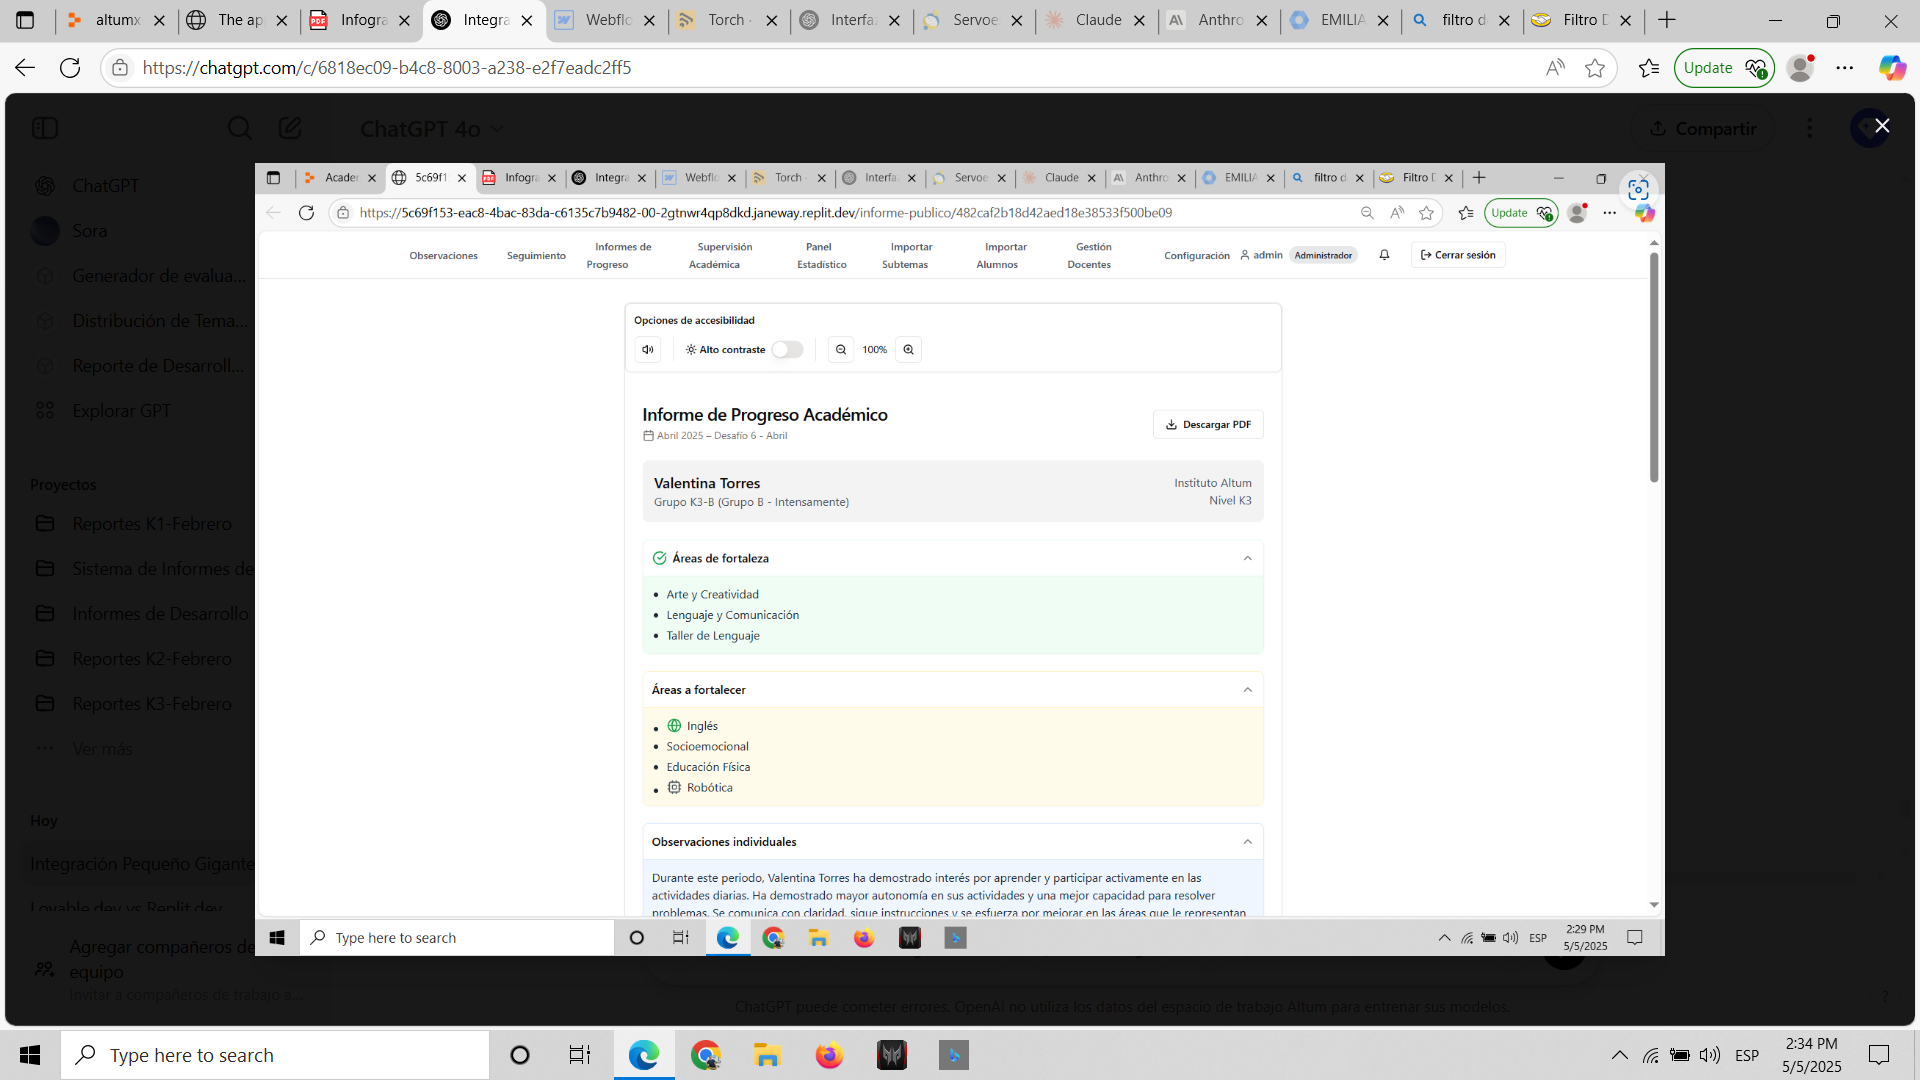 altumx
The ap
Infogra
Integra
Webflo
Torch -
Interfa
Servoe
Claude
Anthro
EMILIA
filtro d
Filtro D
https://chatgpt.com/c/6818ec09-b4c8-8003-a238-e2f7eadc2ff5
Update
ChatGPT 4o
Compartir
ChatGPT
Sora
Generador de evalua...
Distribución de Tema...
Reporte de Desarroll...
Explorar GPT
Proyectos
Reportes K1-Febrero
Sistema de Informes de
Informes de Desarrollo
Reportes K2-Febrero
Reportes K3-Febrero
Ver más
Hoy
Integración Pequeño Gigante
Lovable dev vs Replit dev
Agregar compañeros de
equipo
Invitar a compañeros de trabajo a...
Acader
5c69f1
Infogra
Integra
Webflo
Torch -
Interfa
Servoe
Claude
Anthro
EMILIA
filtro d
Filtro D
https://5c69f153-eac8-4bac-83da-c6135c7b9482-00-2gtnwr4qp8dkd.janeway.replit.dev/informe-publico/482caf2b18d42aed18e38533f500be09
Update
Observaciones
Seguimiento
Informes de
Progreso
Supervisión
Académica
Panel
Estadístico
Importar
Subtemas
Importar
Alumnos
Gestión
Docentes
Configuración
admin
Administrador
Cerrar sesión
Opciones de accesibilidad
Alto contraste
100%
Informe de Progreso Académico
Abril 2025 – Desafío 6 - Abril
Descargar PDF
Valentina Torres
Grupo K3-B (Grupo B - Intensamente)
Instituto Altum
Nivel K3
Áreas de fortaleza
• Arte y Creatividad
• Lenguaje y Comunicación
• Taller de Lenguaje
Áreas a fortalecer
• Inglés
• Socioemocional
• Educación Física
• Robótica
Observaciones individuales
Durante este periodo, Valentina Torres ha demostrado interés por aprender y participar activamente en las
actividades diarias. Ha demostrado mayor autonomía en sus actividades y una mejor capacidad para resolver
problemas. Se comunica con claridad, sigue instrucciones y se esfuerza por mejorar en las áreas que le representan
Type here to search
ESP
2:29 PM
5/5/2025
ChatGPT puede cometer errores. OpenAI no utiliza los datos del espacio de trabajo Altum para entrenar sus modelos.
?
Type here to search
ESP
2:34 PM
5/5/2025